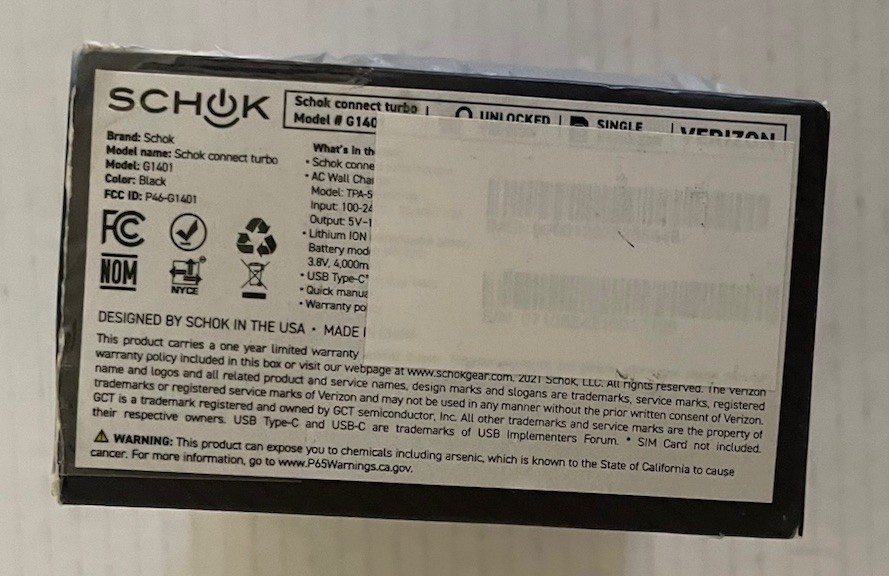 SCHOK
Schok connect turbo
Model # G140
UNLOCKED
SINGLE
VERIZON
Brand: Schok
Model name: Schok connect turbo
Model: G1401
Color: Black
FCC ID: P46-G1401
FC
NOM
NYCE
What's in th
• Schok conne
• AC Wall Cha
Model: TPA-5
Input: 100-24
Output: 5V-1
• Lithium ION
Battery mod
3.8V, 4,000m
• USB Type-C
• Quick manua
• Warranty po
DESIGNED BY SCHOK IN THE USA • MADE I
This product carries a one year limited warranty
warranty policy included in this box or visit our webpage at www.schokgear.com. 2021 Schok, LLC. All rights reserved. The Verizon
name and logos and all related product and service names, design marks and slogans are trademarks, service marks, registered
trademarks or registered service marks of Verizon and may not be used in any manner without the prior written consent of Verizon.
GCT is a trademark registered and owned by GCT semiconductor, Inc. All other trademarks and service marks are the property of
their respective owners. USB Type-C and USB-C are trademarks of USB Implementers Forum. * SIM Card not included.
WARNING: This product can expose you to chemicals including arsenic, which is known to the State of California to cause
cancer. For more information, go to www.P65Warnings.ca.gov.